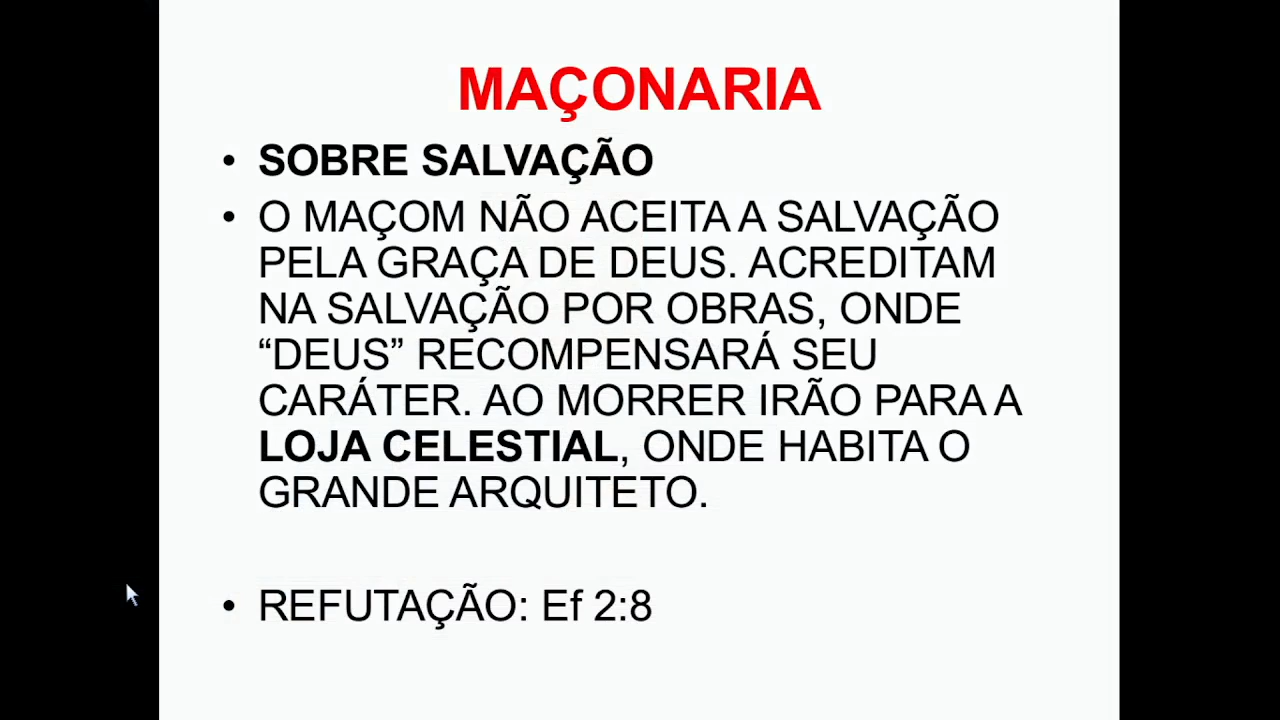 MAÇONARIA
• SOBRE SALVAÇÃO
• O MAÇOM NÃO ACEITA A SALVAÇÃO
PELA GRAÇA DE DEUS. ACREDITAM
NA SALVAÇÃO POR OBRAS, ONDE
“DEUS” RECOMPENSARÁ SEU
CARÁTER. AO MORRER IRÃO PARA A
LOJA CELESTIAL, ONDE HABITA O
GRANDE ARQUITETO.
• REFUTAÇÃO: Ef 2:8